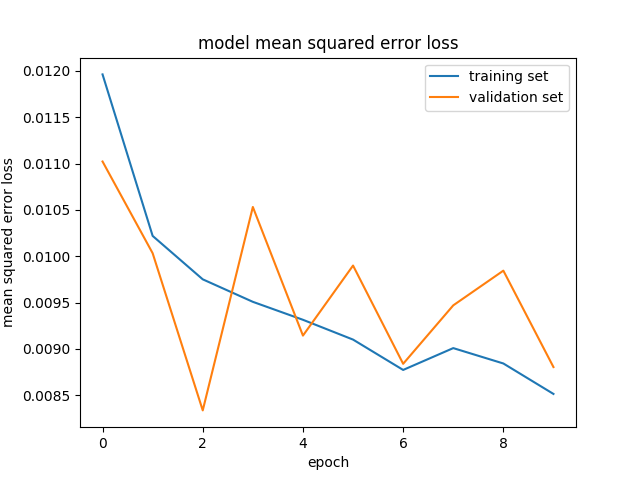 model mean squared error loss
training set
validation set
mean squared error loss
0.0120
0.0115
0.0110
0.0105
0.0100
0.0095
0.0090
0.0085
0 2 4 6 8
epoch